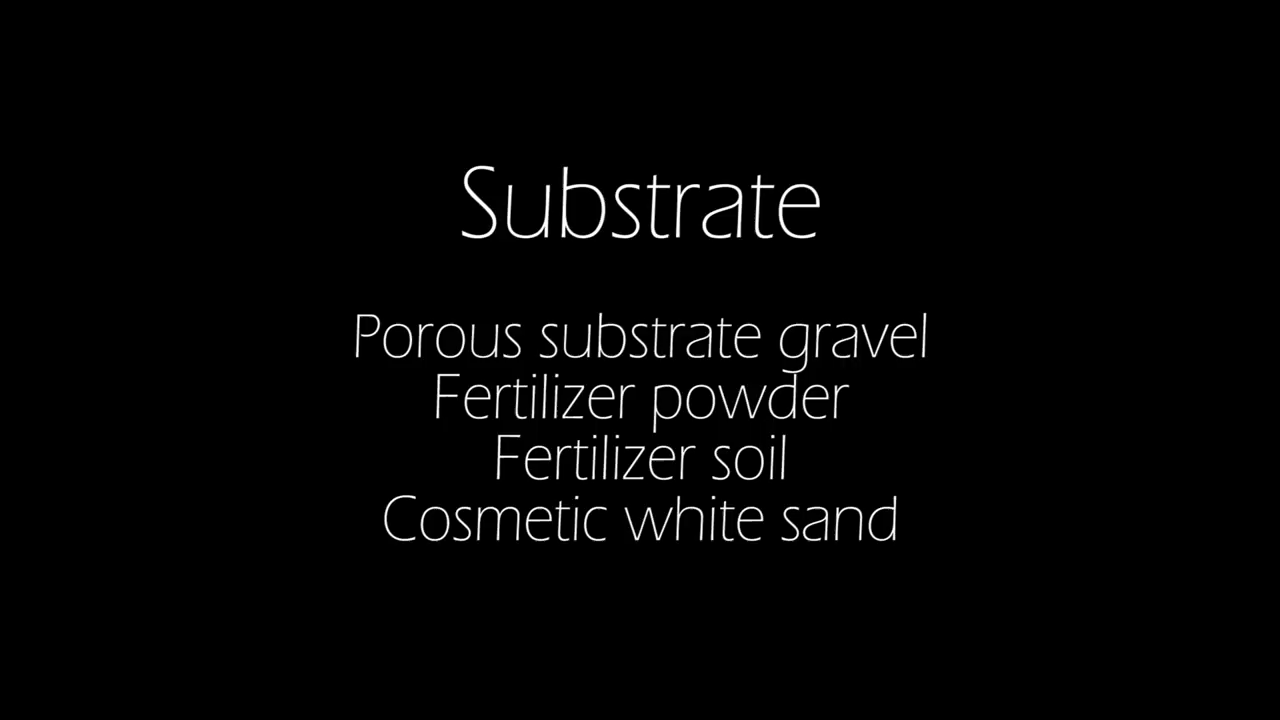 Substrate
Porous substrate gravel
Fertilizer powder
Fertilizer soil
Cosmetic white sand